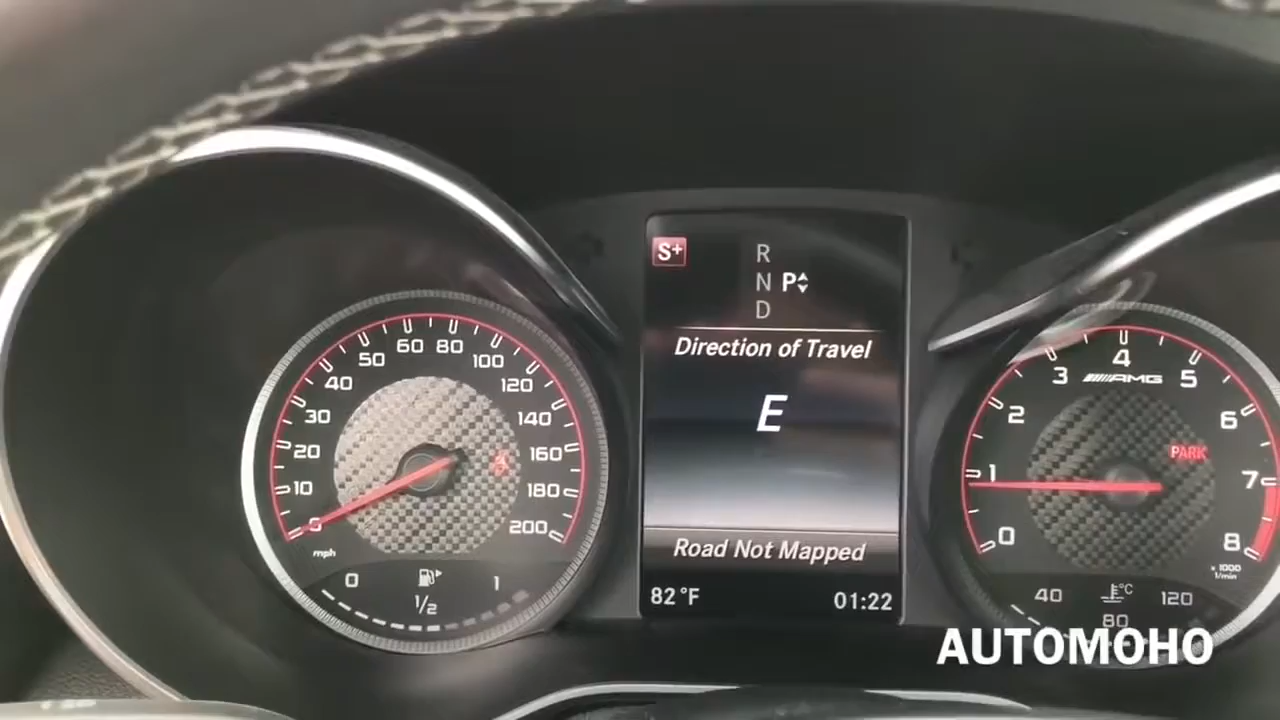 S+
R
N P
D
Direction of Travel
E
Road Not Mapped
82°F 01:22
0 10 20 30 40 50 60 80 100 120 140 160 180 200
mph
0 1/2 1
0 1 2 3 4 5 6 7 8
AMG
PARK
x 1000
1/min
40 80 120
°C
AUTOMOHO